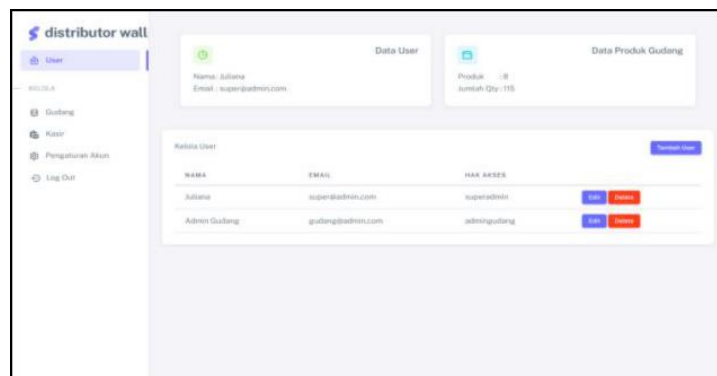 distributor wall
User
KELOLA
Gudang
Kasir
Pengaturan Akun
Log Out
Data User
Nama : Juliana
Email : super@admin.com
Data Produk Gudang
Produk : 8
Jumlah Qty : 115
Kelola User
Tambah User
NAMA EMAIL HAK AKSES
Juliana super@admin.com superadmin Edit Delete
Admin Gudang gudang@admin.com admingudang Edit Delete